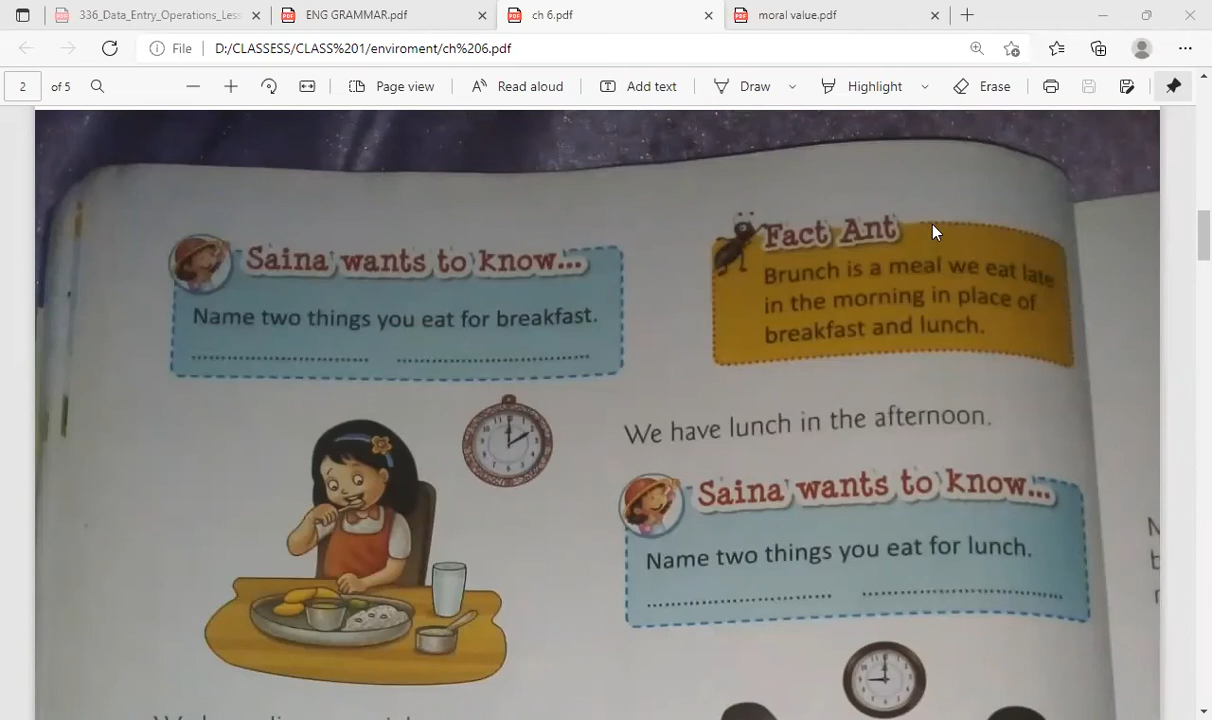 336_Data_Entry_Operations_Less
ENG GRAMMAR.pdf
ch 6.pdf
moral value.pdf
File
D:/CLASSESS/CLASS%201/enviroment/ch%206.pdf
2
of 5
Page view
Read aloud
Add text
Draw
Highlight
Erase
Saina wants to know...
Name two things you eat for breakfast.
Fact Ant
Brunch is a meal we eat late
in the morning in place of
breakfast and lunch.
We have lunch in the afternoon.
Saina wants to know...
Name two things you eat for lunch.